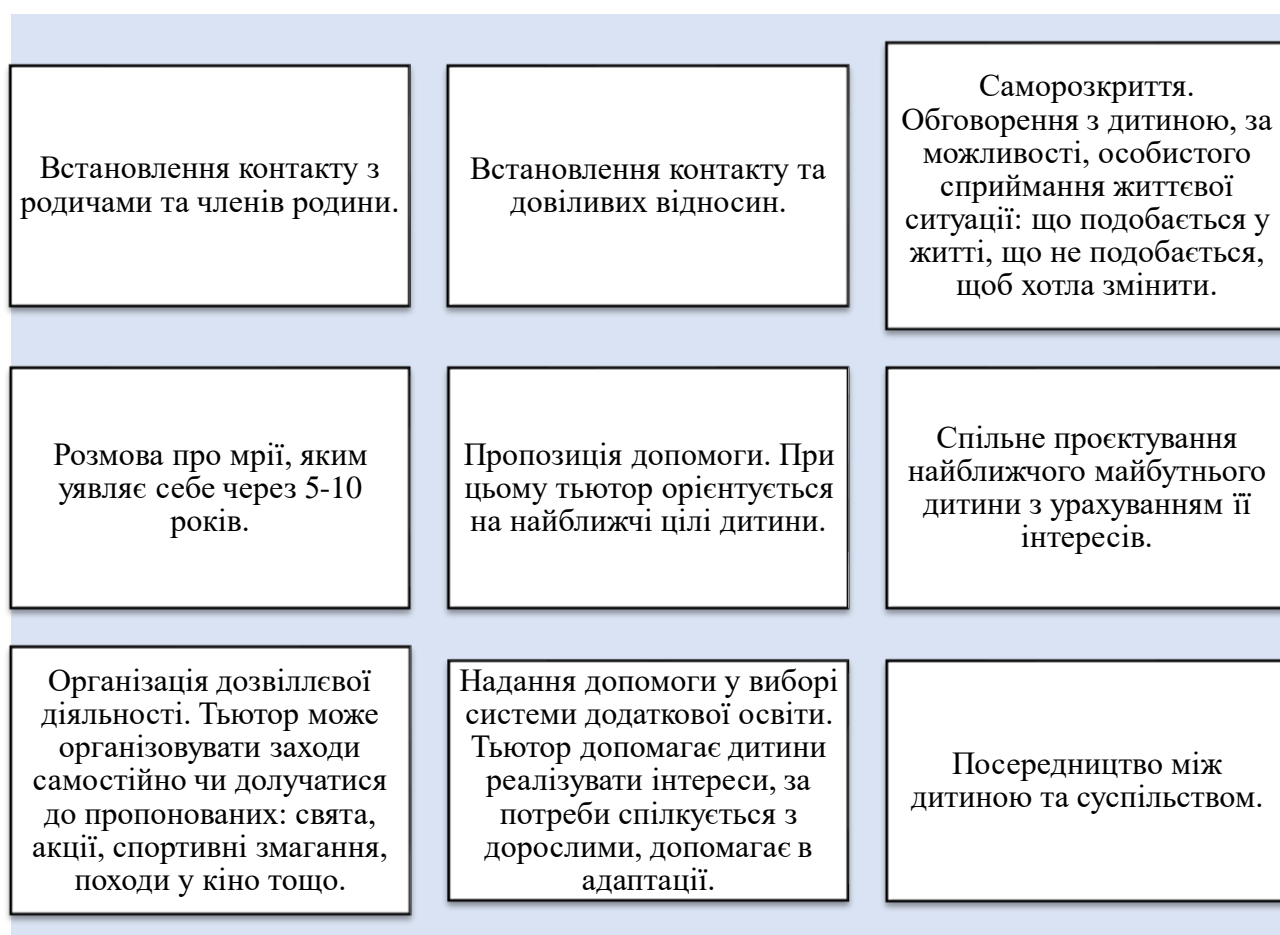 Встановлення контакту з
родичами та членів родини.
Встановлення контакту та
довіливих відносин.
Саморозкриття.
Обговорення з дитиною, за
можливості, особистого
сприймання життєвої
ситуації: що подобається у
житті, що не подобається,
щоб хотла змінити.
Розмова про мрії, яким
уявляє себе через 5-10
років.
Пропозиція допомоги. При
цьому тьютор орієнтується
на найближчі цілі дитини.
Спільне проєктування
найближчого майбутнього
дитини з урахуванням її
інтересів.
Організація дозвіллєвої
діяльності. Тьютор може
організовувати заходи
самостійно чи долучатися
до пропонованих: свята,
акції, спортивні змагання,
походи у кіно тощо.
Надання допомоги у виборі
системи додаткової освіти.
Тьютор допомагає дитини
реалізувати інтереси, за
потреби спілкується з
дорослими, допомагає в
адаптації.
Посередництво між
дитиною та суспільством.